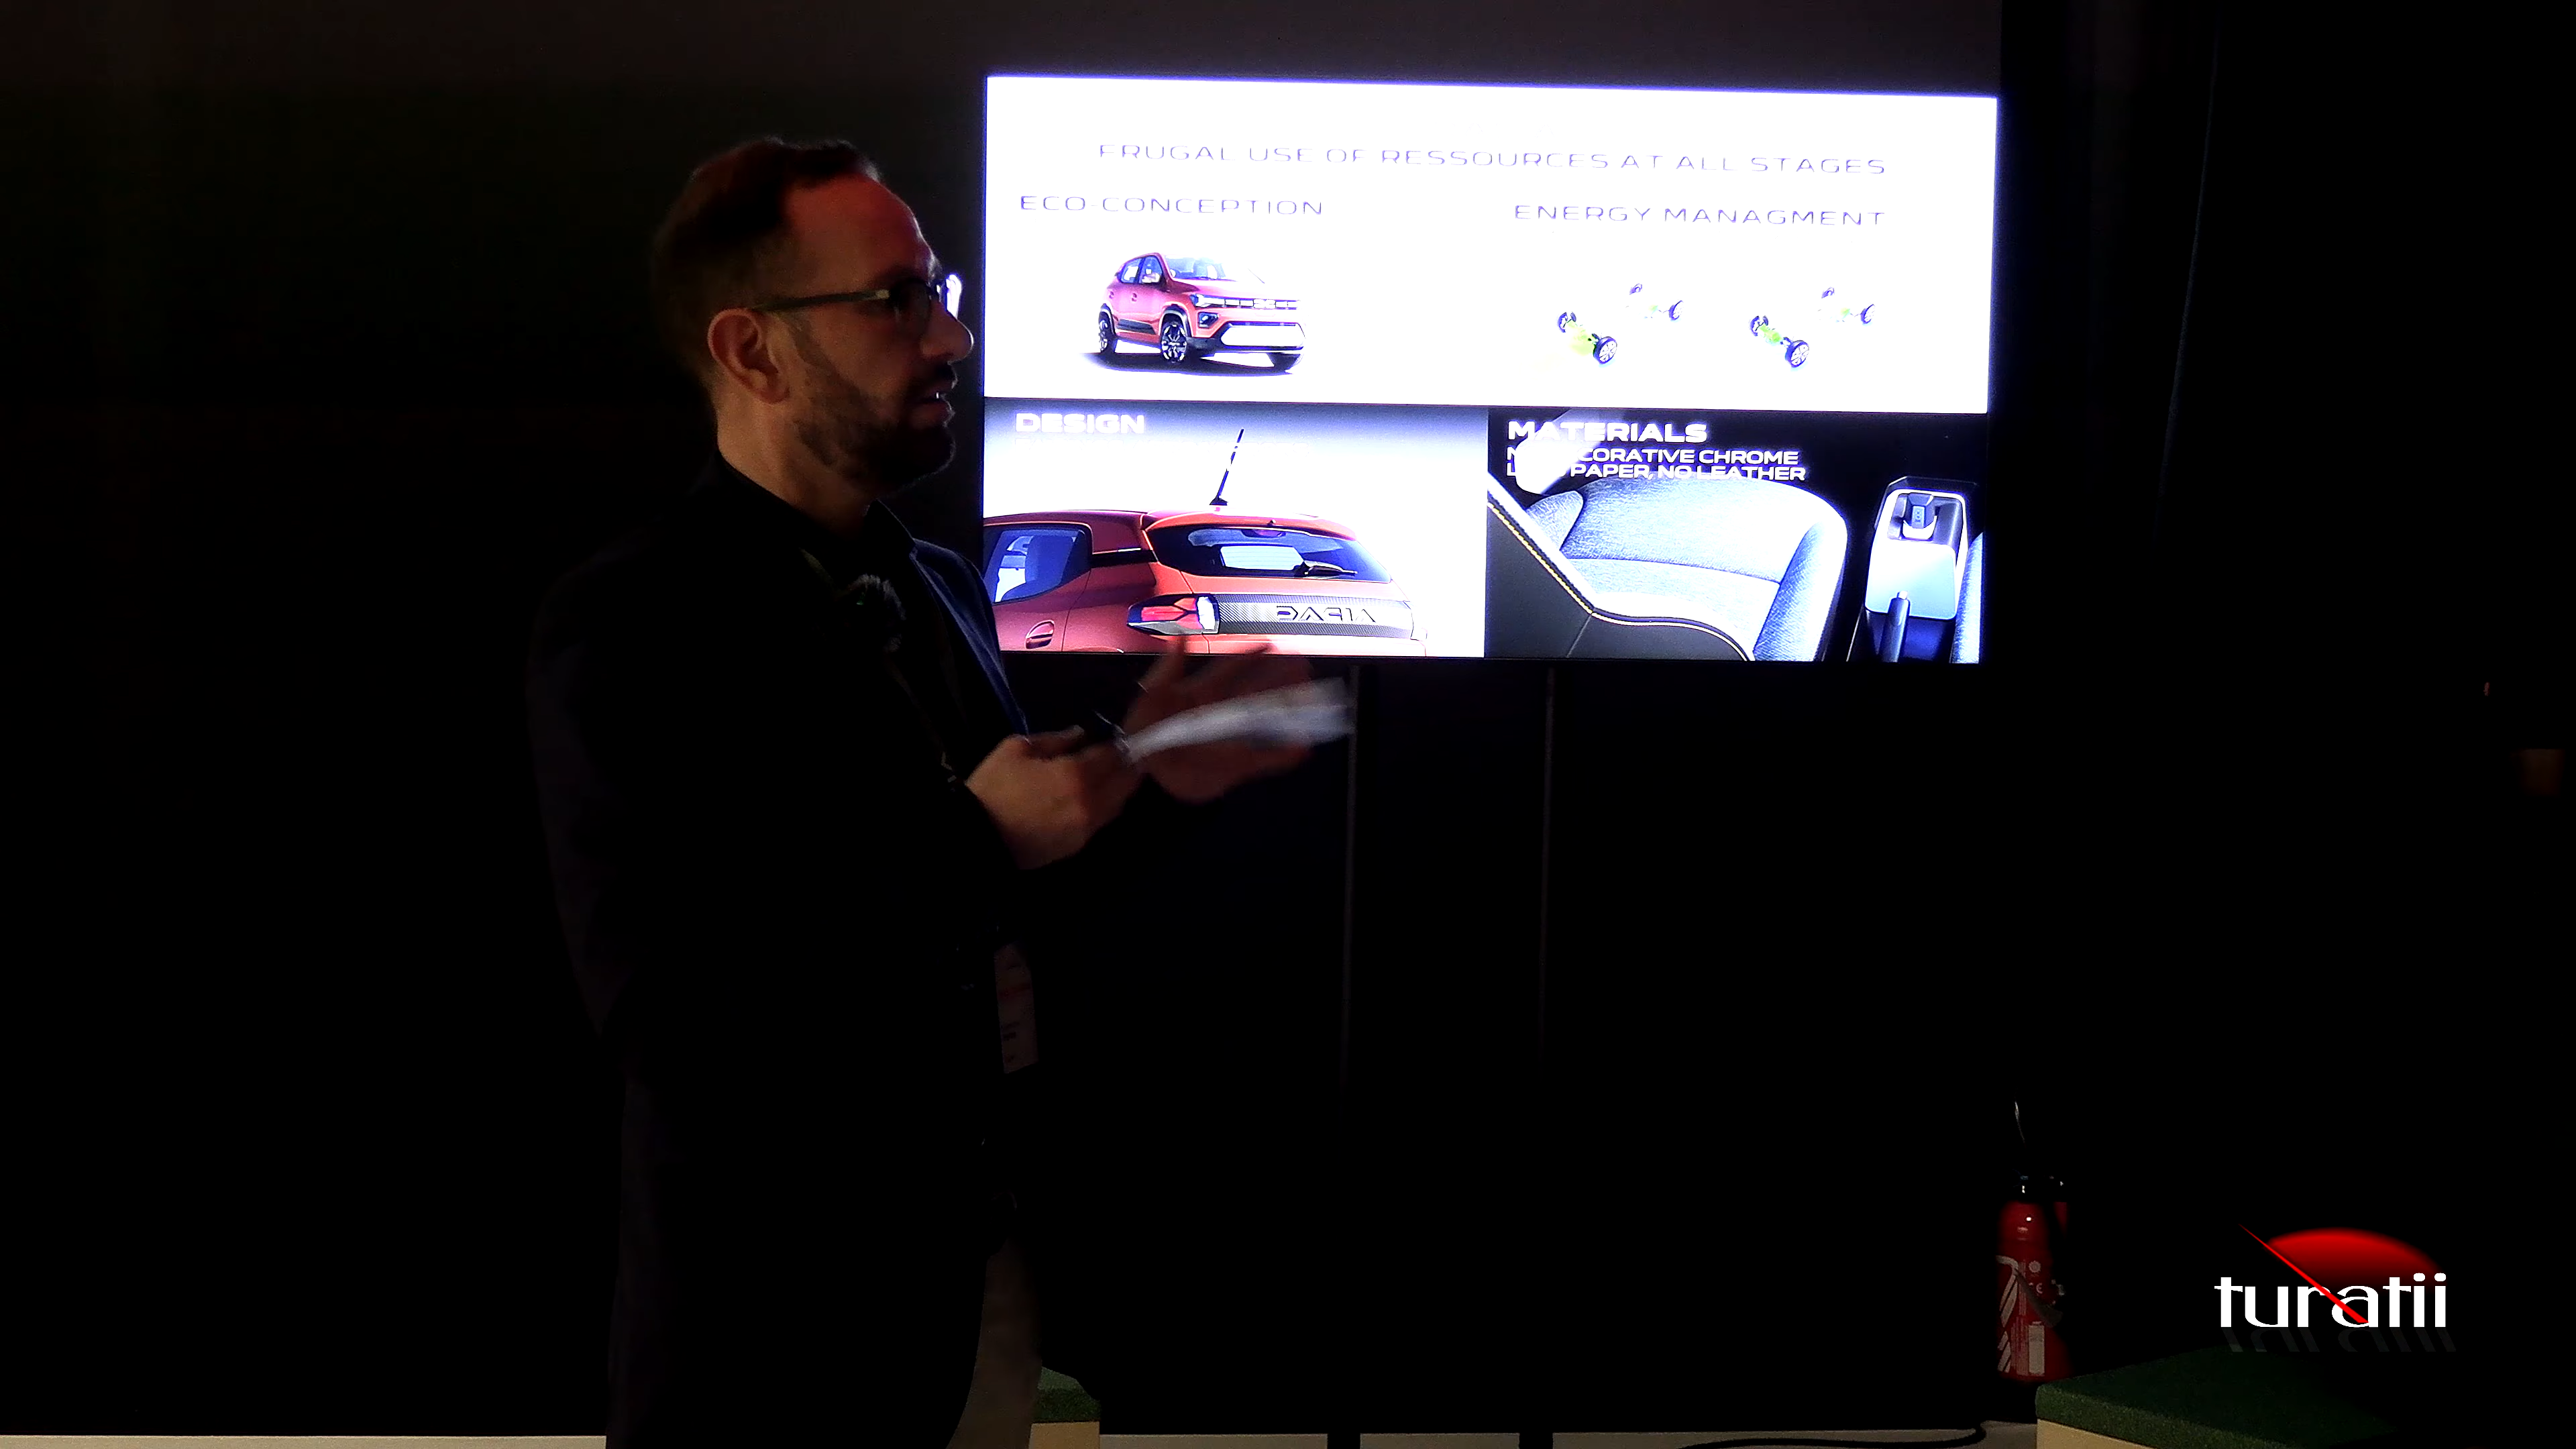 FRUGAL USE OF RESSOURCES AT ALL STAGES
ECO-CONCEPTION
ENERGY MANAGMENT
DESIGN
MATERIALS
CORATIVE CHROME
PAPER, NO LEATHER
DACIA
turatii